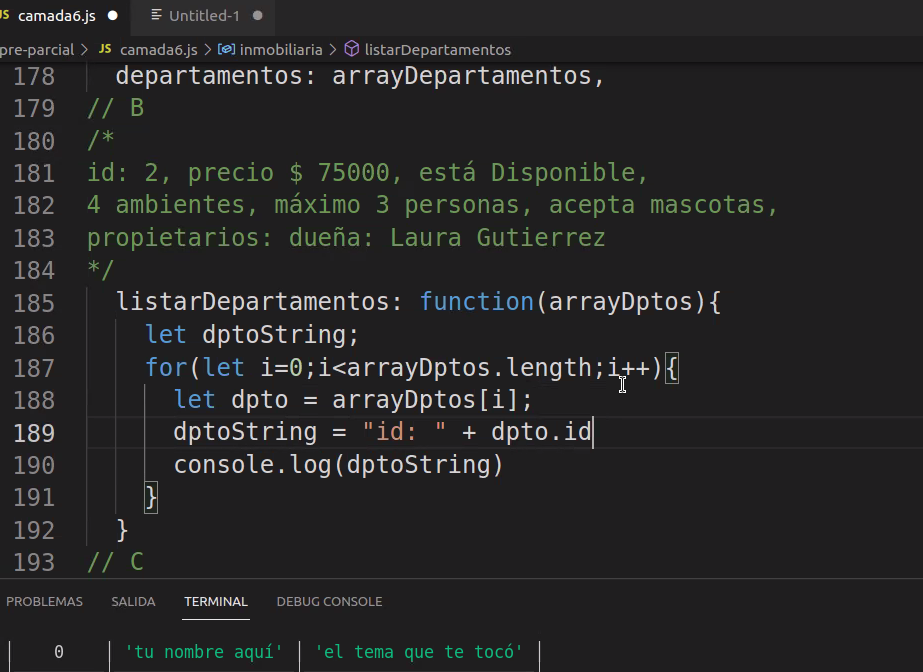 JS camada6.js ● Untitled-1 ●
pre-parcial > JS camada6.js > inmobiliaria > listarDepartamentos
178 departamentos: arrayDepartamentos,
179 // B
180 /*
181 id: 2, precio $ 75000, está Disponible,
182 4 ambientes, máximo 3 personas, acepta mascotas,
183 propietarios: dueña: Laura Gutierrez
184 */
185 listarDepartamentos: function(arrayDptos){
186 let dptoString;
187 for(let i=0;i<arrayDptos.length;i++){
188 let dpto = arrayDptos[i];
189 dptoString = "id: " + dpto.id
190 console.log(dptoString)
191 }
192 }
193 // C
PROBLEMAS SALIDA TERMINAL DEBUG CONSOLE
│ 0 │ 'tu nombre aquí' │ 'el tema que te tocó' │